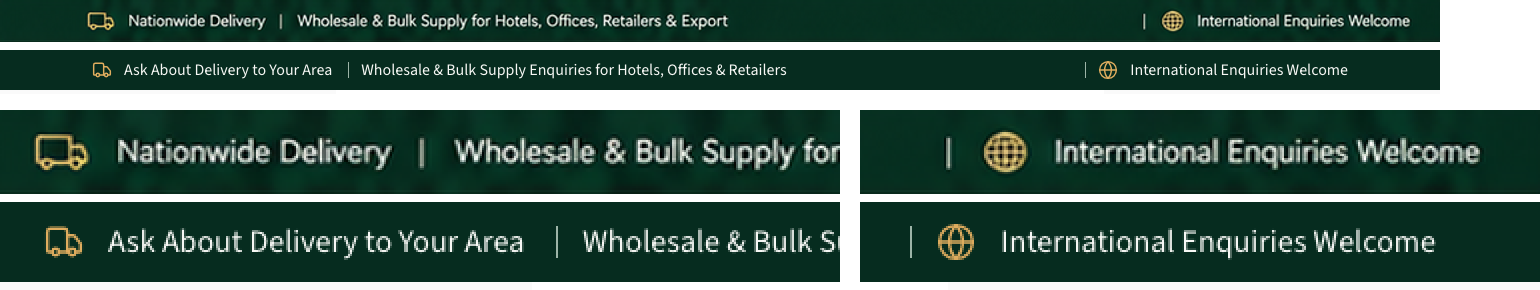 Nationwide Delivery | Wholesale & Bulk Supply for Hotels, Offices, Retailers & Export | International Enquiries Welcome
Ask About Delivery to Your Area | Wholesale & Bulk Supply Enquiries for Hotels, Offices & Retailers | International Enquiries Welcome
Nationwide Delivery | Wholesale & Bulk Supply for | International Enquiries Welcome
Ask About Delivery to Your Area | Wholesale & Bulk | International Enquiries Welcome